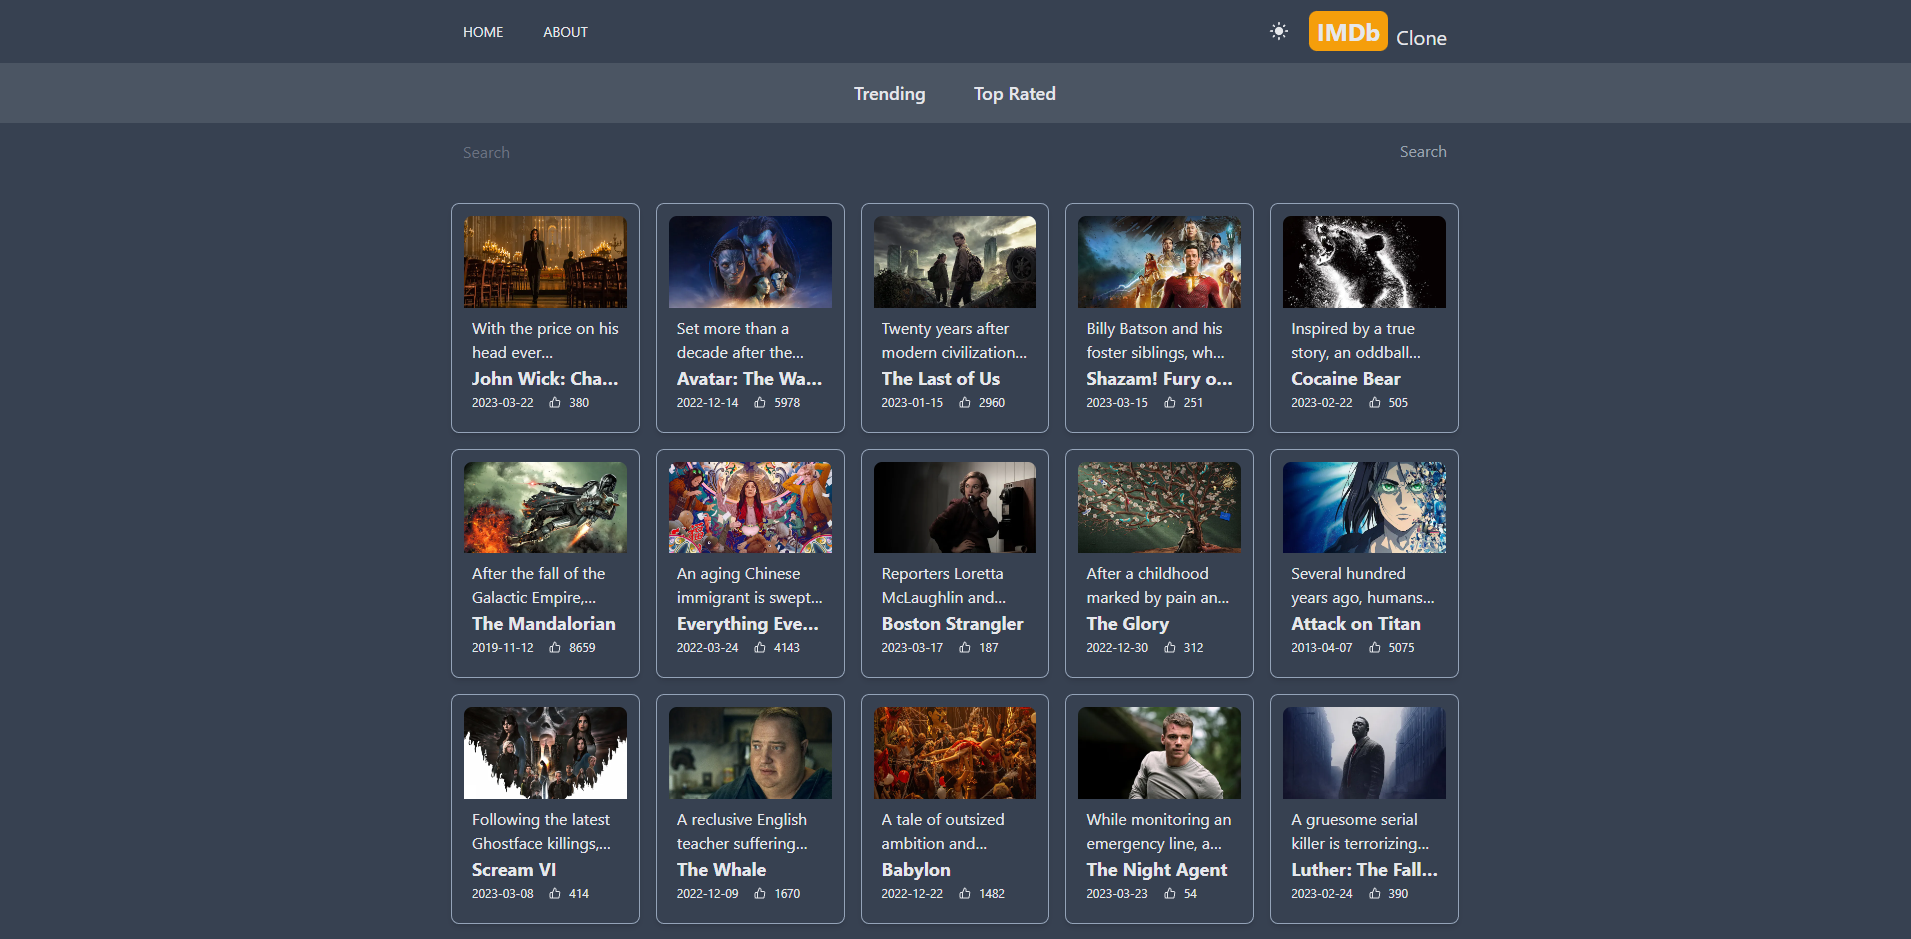 HOME ABOUT IMDb Clone
Trending Top Rated
Search Search
With the price on his
head ever...
John Wick: Cha...
2023-03-22 380
Set more than a
decade after the...
Avatar: The Wa...
2022-12-14 5978
Twenty years after
modern civilization...
The Last of Us
2023-01-15 2960
Billy Batson and his
foster siblings, wh...
Shazam! Fury o...
2023-03-15 251
Inspired by a true
story, an oddball...
Cocaine Bear
2023-02-22 505
After the fall of the
Galactic Empire,...
The Mandalorian
2019-11-12 8659
An aging Chinese
immigrant is swept...
Everything Eve...
2022-03-24 4143
Reporters Loretta
McLaughlin and...
Boston Strangler
2023-03-17 187
After a childhood
marked by pain an...
The Glory
2022-12-30 312
Several hundred
years ago, humans...
Attack on Titan
2013-04-07 5075
Following the latest
Ghostface killings,...
Scream VI
2023-03-08 414
A reclusive English
teacher suffering...
The Whale
2022-12-09 1670
A tale of outsized
ambition and...
Babylon
2022-12-22 1482
While monitoring an
emergency line, a...
The Night Agent
2023-03-23 54
A gruesome serial
killer is terrorizing...
Luther: The Fall...
2023-02-24 390